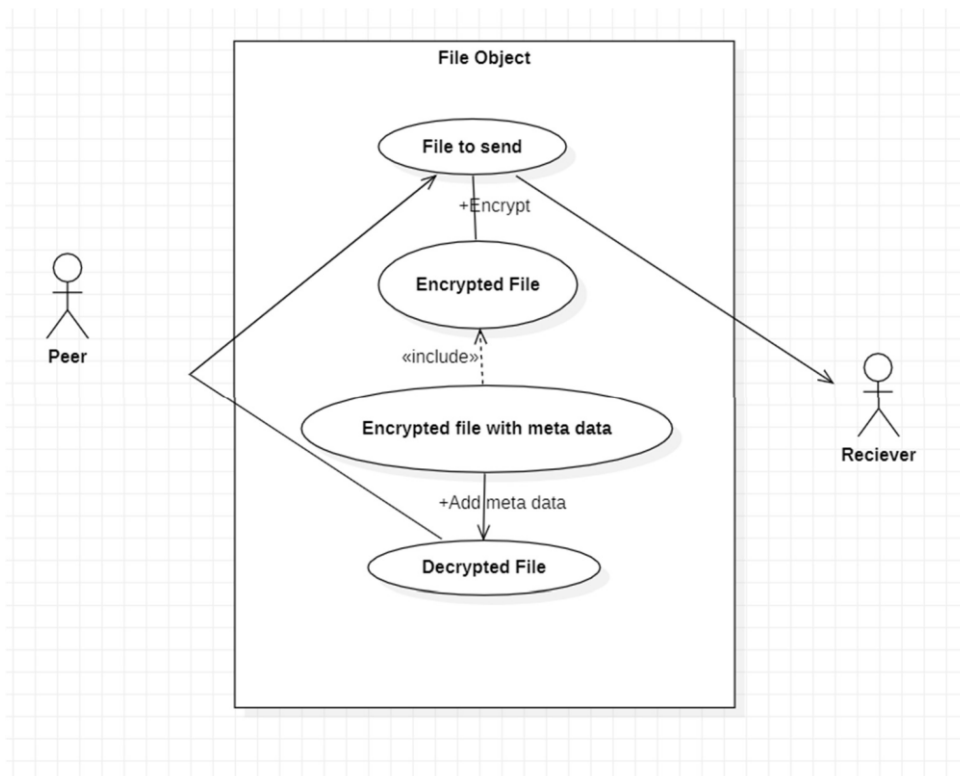 File Object
File to send
+Encrypt
Encrypted File
Peer
«include»
Encrypted file with meta data
Reciever
+Add meta data
Decrypted File